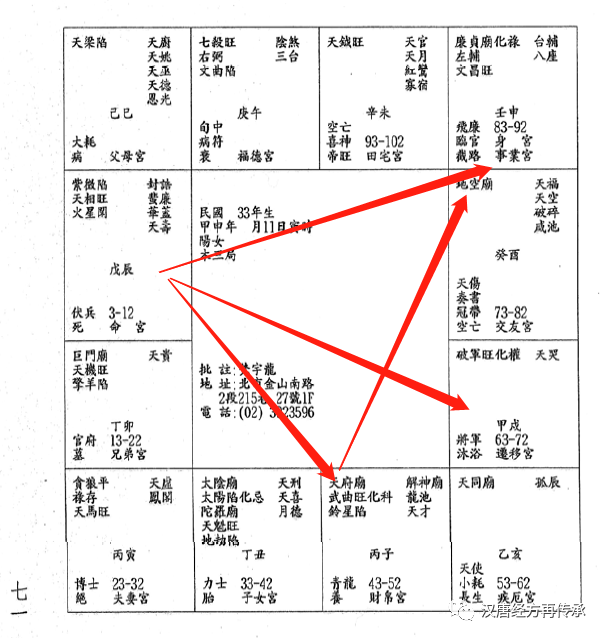 天梁陷 天廚
天姚
天巫
天德
恩光
己巳
大耗
病 父母宮
七殺旺 陰煞
右弼 三台
文曲陷
庚午
旬中
病符
衰 福德宮
天鉞旺 天官
天月
紅鸞
寡宿
辛未
空亡
喜神 93-102
帝旺 田宅宮
廉貞廟化祿 台輔
左輔 八座
文昌旺
壬申
飛廉 83-92
臨官 身 宮
截路 事業宮
紫微陷 封誥
天相旺 蜚廉
火星閑 華蓋
天壽
戊辰
伏兵 3-12
死 命 宮
民國 33年生
甲申年 月11日寅時
陽女
木三局
批 註:
地 址: 金山南路
2段215巷 27號1F
電 話:(02) 3 23596
地空廟 天福
天空
破碎
咸池
癸酉
天傷
奏書
冠帶 73-82
空亡 交友宮
巨門廟 天貴
天機旺
擎羊陷
丁卯
官府 13-22
墓 兄弟宮
破軍旺化權 天哭
甲戌
將軍 63-72
沐浴 遷移宮
貪狼平 天虛
祿存 鳳閣
天馬旺
丙寅
博士 23-32
絕 夫妻宮
太陰廟 天刑
太陽陷化忌 天喜
陀羅廟 月德
天魁旺
地劫陷
丁丑
力士 33-42
胎 子女宮
天府廟 解神廟
武曲旺化科 龍池
鈴星陷 天才
丙子
青龍 43-52
養 財帛宮
天同廟 孤辰
乙亥
天使
小耗 53-62
長生 疾厄宮
七一
汉唐经方再传承